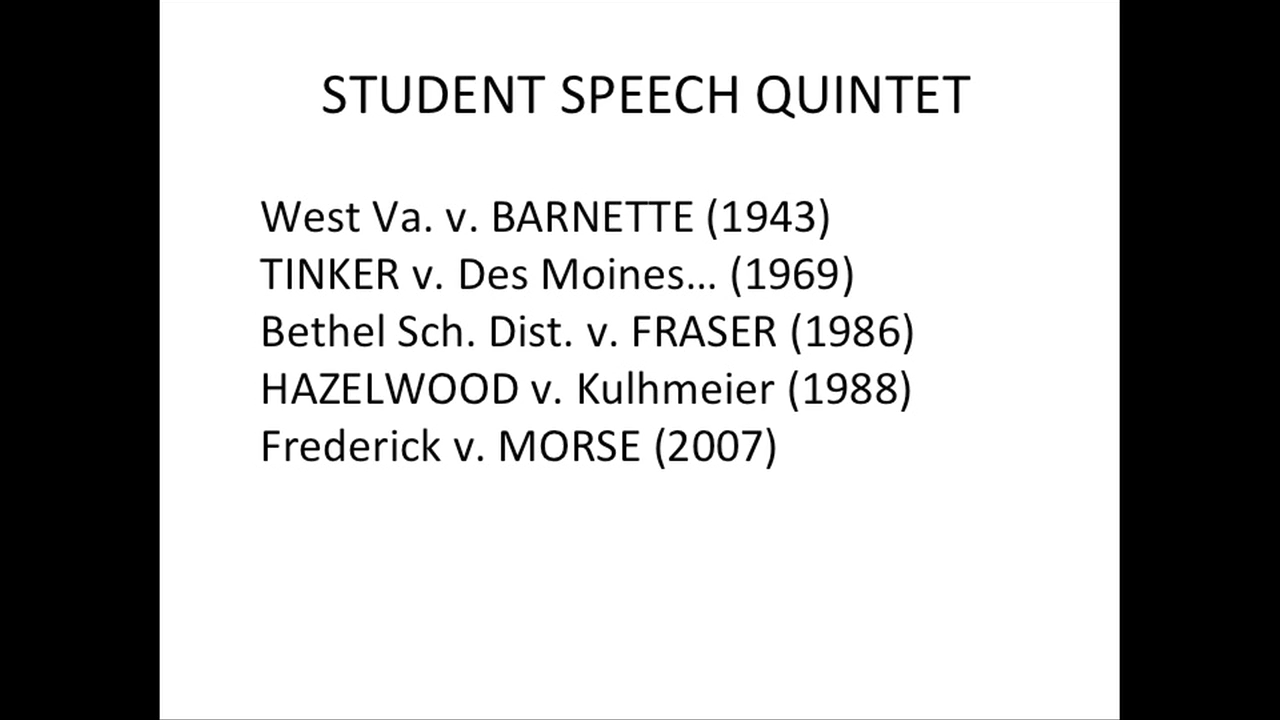 STUDENT SPEECH QUINTET
West Va. v. BARNETTE (1943)
TINKER v. Des Moines... (1969)
Bethel Sch. Dist. v. FRASER (1986)
HAZELWOOD v. Kulhmeier (1988)
Frederick v. MORSE (2007)